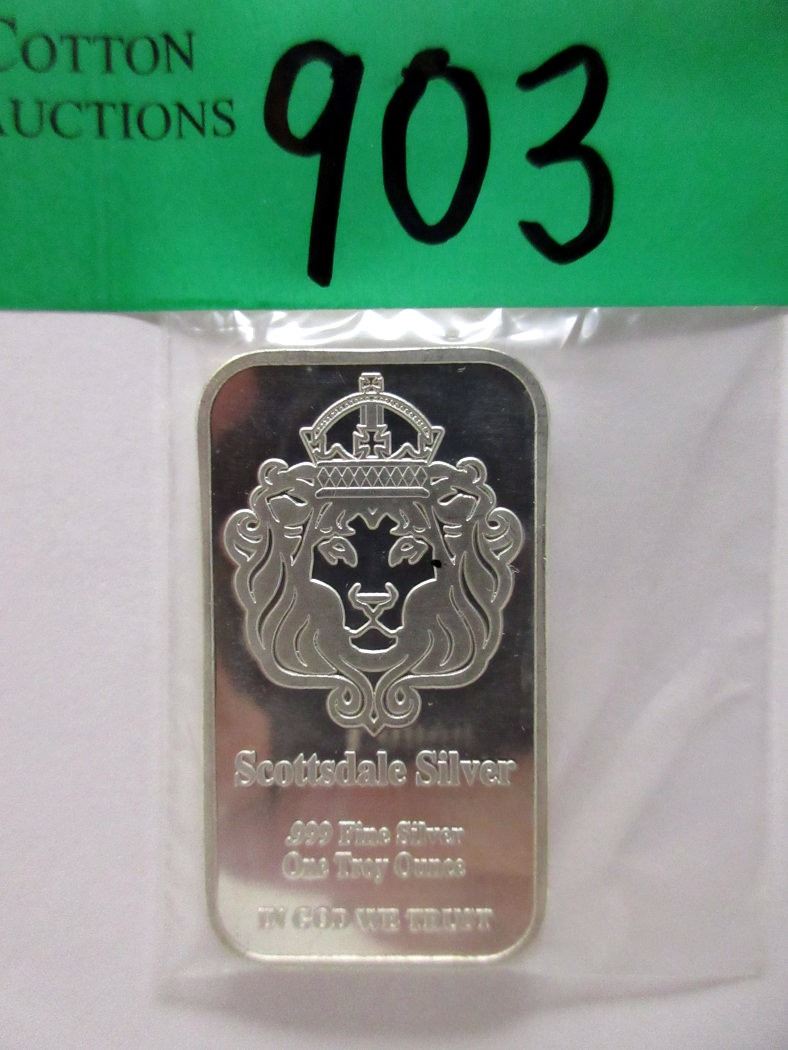 COTTON
AUCTIONS
903
Scottsdale Silver
.999 Fine Silver
One Troy Ounce
IN GOD WE TRUST